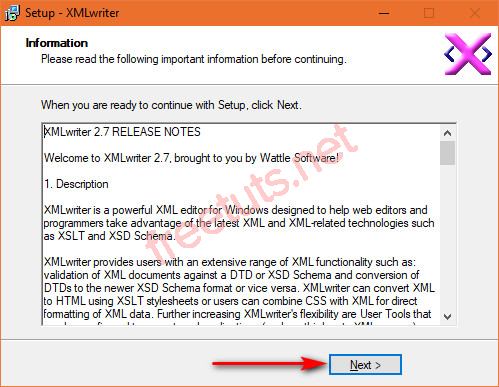 Setup - XMLwriter
Information
Please read the following important information before continuing.
When you are ready to continue with Setup, click Next.
XMLwriter 2.7 RELEASE NOTES
Welcome to XMLwriter 2.7, brought to you by Wattle Software!
1. Description
XMLwriter is a powerful XML editor for Windows designed to help web editors and
programmers take advantage of the latest XML and XML-related technologies such
as XSLT and XSD Schema.
XMLwriter provides users with an extensive range of XML functionality such as:
validation of XML documents against a DTD or XSD Schema and conversion of
DTDs to the newer XSD Schema format or vice versa. XMLwriter can convert XML
to HTML using XSLT stylesheets or users can combine CSS with XML for direct
formatting of XML data. Further increasing XMLwriter's flexibility are User Tools that
freetuts.net
Next >